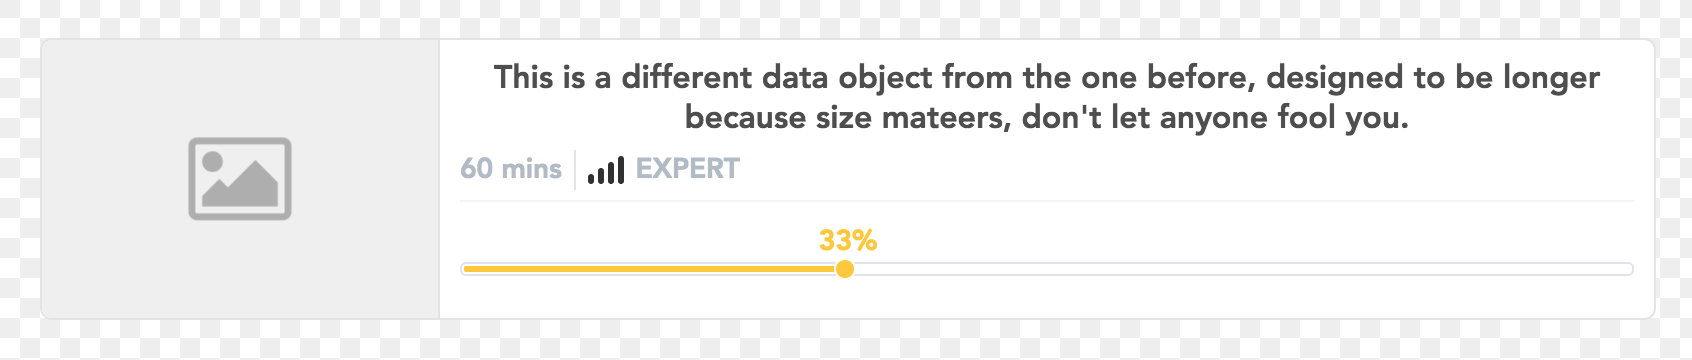 This is a different data object from the one before, designed to be longer
because size mateers, don't let anyone fool you.
60 mins EXPERT
33%